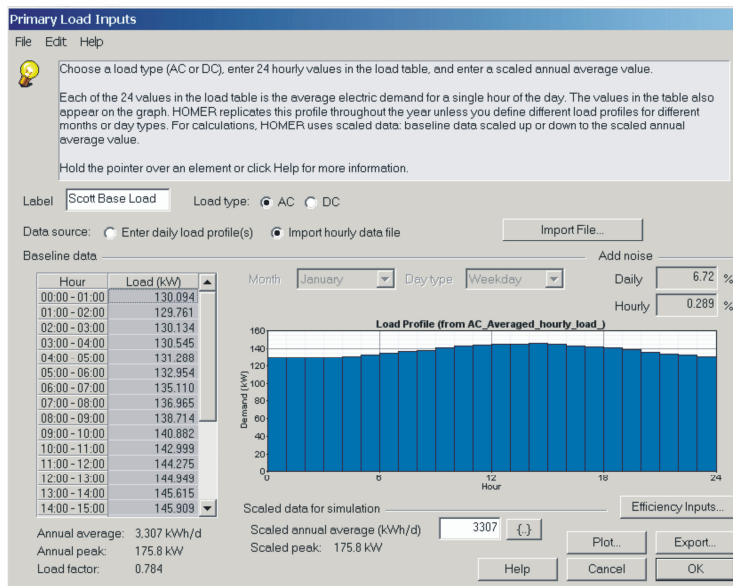 Primary Load Inputs
File Edit Help
Choose a load type (AC or DC), enter 24 hourly values in the load table, and enter a scaled annual average value.
Each of the 24 values in the load table is the average electric demand for a single hour of the day. The values in the table also
appear on the graph. HOMER replicates this profile throughout the year unless you define different load profiles for different
months or day types. For calculations, HOMER uses scaled data: baseline data scaled up or down to the scaled annual
average value.
Hold the pointer over an element or click Help for more information.
Label Scott Base Load Load type: AC DC
Data source: Enter daily load profile(s) Import hourly data file Import File...
Baseline data Add noise
Hour Load (kW)
00:00 - 01:00 130.094
01:00 - 02:00 129.761
02:00 - 03:00 130.134
03:00 - 04:00 130.545
04:00 - 05:00 131.288
05:00 - 06:00 132.954
06:00 - 07:00 135.110
07:00 - 08:00 136.965
08:00 - 09:00 138.714
09:00 - 10:00 140.882
10:00 - 11:00 142.999
11:00 - 12:00 144.275
12:00 - 13:00 144.949
13:00 - 14:00 145.615
14:00 - 15:00 145.909
Month January Day type Weekday Daily 6.72 %
Hourly 0.289 %
Load Profile (from AC_Averaged_hourly_load_)
Demand (kW)
160
140
120
100
80
60
40
20
0
0 6 12 18 24
Hour
Annual average: 3,307 kWh/d
Annual peak: 175.8 kW
Load factor: 0.784
Scaled data for simulation
Scaled annual average (kWh/d) 3307 {..}
Scaled peak: 175.8 kW
Efficiency Inputs...
Plot... Export...
Help Cancel OK